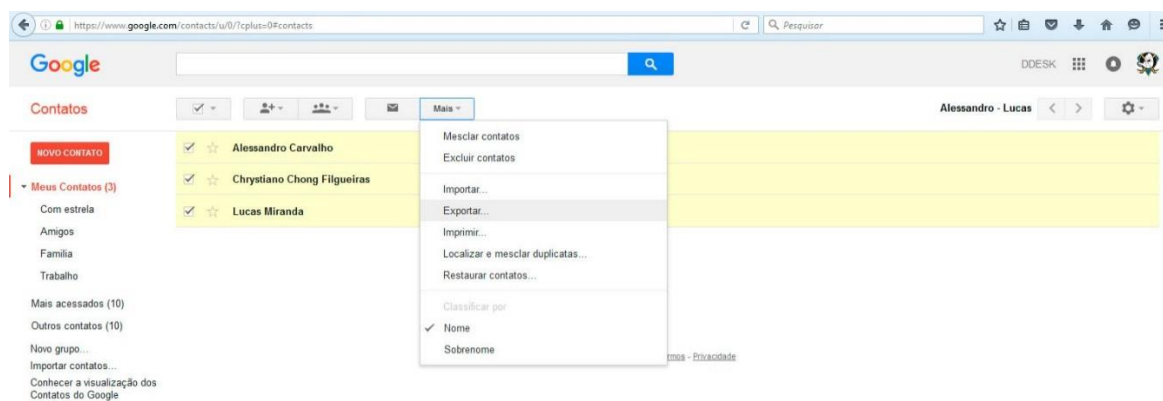 https://www.google.com/contacts/u/0/?cplus=0#contacts
Pesquisar
Google
DDESK
Contatos
Mais
Alessandro - Lucas
NOVO CONTATO
Meus Contatos (3)
Com estrela
Amigos
Familia
Trabalho
Mais acessados (10)
Outros contatos (10)
Novo grupo...
Importar contatos...
Conhecer a visualização dos
Contatos do Google
Alessandro Carvalho
Chrystiano Chong Filgueiras
Lucas Miranda
Mesclar contatos
Excluir contatos
Importar...
Exportar...
Imprimir...
Localizar e mesclar duplicatas...
Restaurar contatos...
Classificar por
Nome
Sobrenome
rmos - Privacidade